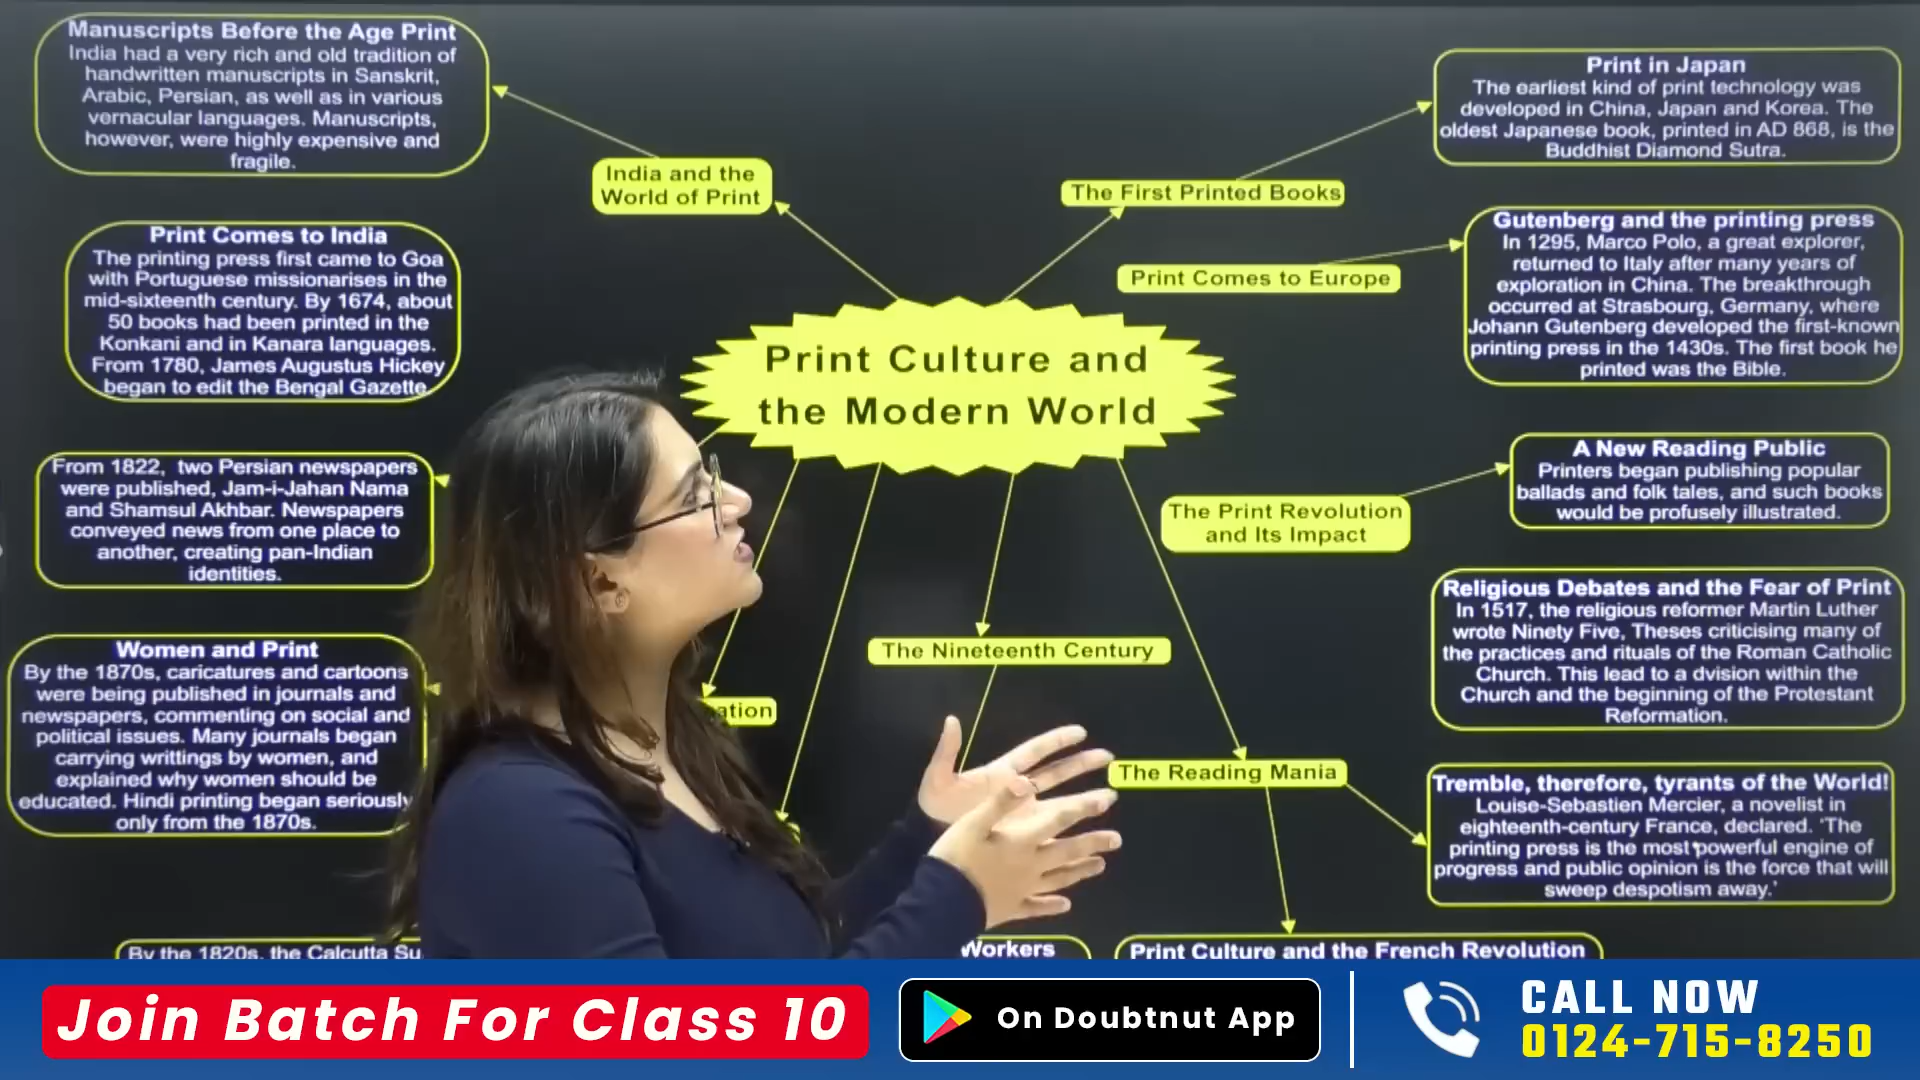 Manuscripts Before the Age Print
India had a very rich and old tradition of
handwritten manuscripts in Sanskrit,
Arabic, Persian, as well as in various
vernacular languages. Manuscripts,
however, were highly expensive and
fragile.
India and the
World of Print
Print Comes to India
The printing press first came to Goa
with Portuguese missionarises in the
mid-sixteenth century. By 1674, about
50 books had been printed in the
Konkani and in Kanara languages.
From 1780, James Augustus Hickey
began to edit the Bengal Gazette.
From 1822, two Persian newspapers
were published, Jam-i-Jahan Nama
and Shamsul Akhbar. Newspapers
conveyed news from one place to
another, creating pan-Indian
identities.
Women and Print
By the 1870s, caricatures and cartoons
were being published in journals and
newspapers, commenting on social and
political issues. Many journals began
carrying writtings by women, and
explained why women should be
educated. Hindi printing began seriously
only from the 1870s.
By the 1820s, the Calcutta Su
Print Culture and
the Modern World
ation
The Nineteenth Century
Workers
The First Printed Books
Print in Japan
The earliest kind of print technology was
developed in China, Japan and Korea. The
oldest Japanese book, printed in AD 868, is the
Buddhist Diamond Sutra.
Print Comes to Europe
Gutenberg and the printing press
In 1295, Marco Polo, a great explorer,
returned to Italy after many years of
exploration in China. The breakthrough
occurred at Strasbourg, Germany, where
Johann Gutenberg developed the first-known
printing press in the 1430s. The first book he
printed was the Bible.
The Print Revolution
and Its Impact
A New Reading Public
Printers began publishing popular
ballads and folk tales, and such books
would be profusely illustrated.
Religious Debates and the Fear of Print
In 1517, the religious reformer Martin Luther
wrote Ninety Five, Theses criticising many of
the practices and rituals of the Roman Catholic
Church. This lead to a dvision within the
Church and the beginning of the Protestant
Reformation.
The Reading Mania
Tremble, therefore, tyrants of the World!
Louise-Sebastien Mercier, a novelist in
eighteenth-century France, declared. 'The
printing press is the most powerful engine of
progress and public opinion is the force that will
sweep despotism away.'
Print Culture and the French Revolution
Join Batch For Class 10
On Doubtnut App
CALL NOW
0124-715-8250